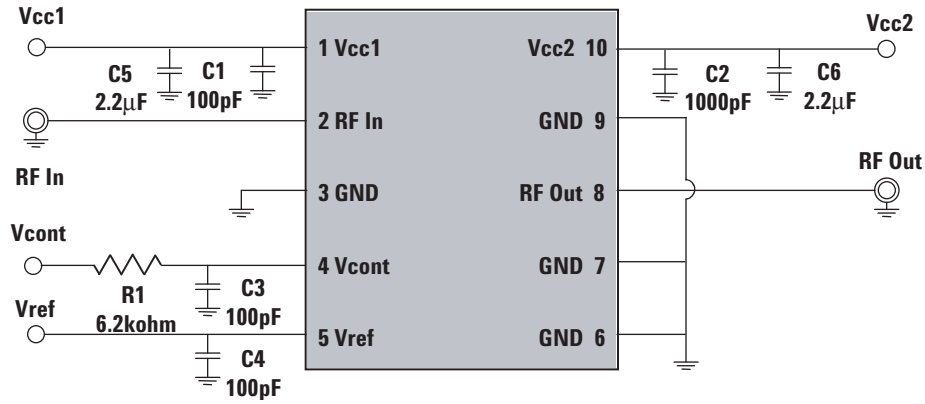 Vcc1
C5
2.2μF
C1
100pF
1 Vcc1
Vcc2 10
Vcc2
C2
1000pF
C6
2.2μF
RF In
2 RF In
GND 9
3 GND
RF Out 8
RF Out
Vcont
R1
6.2kohm
C3
100pF
4 Vcont
GND 7
Vref
C4
100pF
5 Vref
GND 6